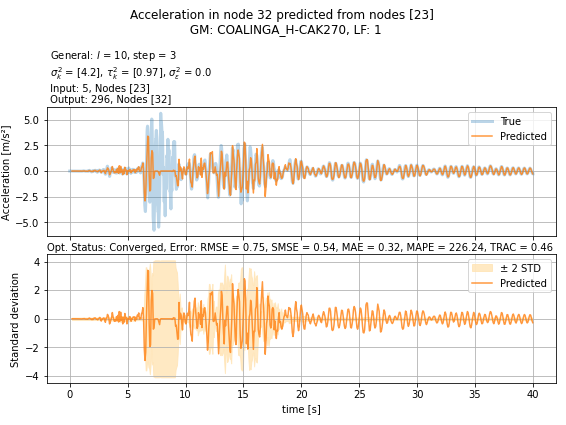 Acceleration in node 32 predicted from nodes [23]
GM: COALINGA_H-CAK270, LF: 1
General: l = 10, step = 3
σ²ₖ = [4.2], τ²ₖ = [0.97], σ²ε = 0.0
Input: 5, Nodes [23]
Output: 296, Nodes [32]
Acceleration [m/s²]
5.0
2.5
0.0
−2.5
−5.0
True
Predicted
Opt. Status: Converged, Error: RMSE = 0.75, SMSE = 0.54, MAE = 0.32, MAPE = 226.24, TRAC = 0.46
Standard deviation
4
2
0
−2
−4
± 2 STD
Predicted
0 5 10 15 20 25 30 35 40
time [s]